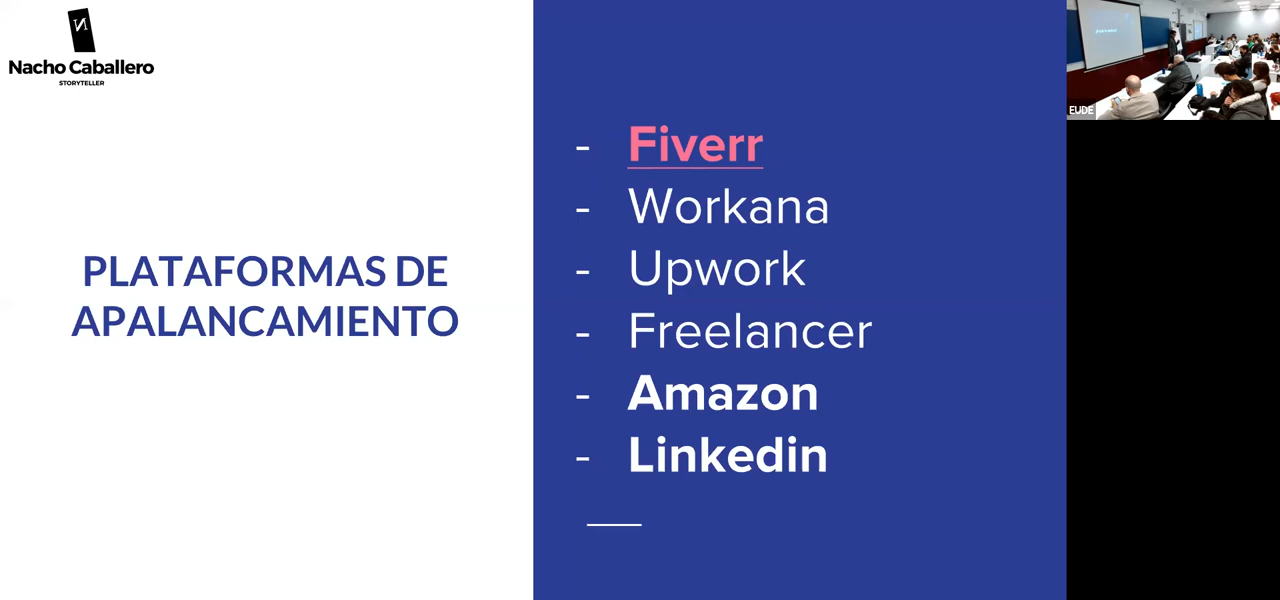 Nacho Caballero
STORYTELLER
PLATAFORMAS DE
APALANCAMIENTO
- Fiverr
- Workana
- Upwork
- Freelancer
- Amazon
- Linkedin
EUDE